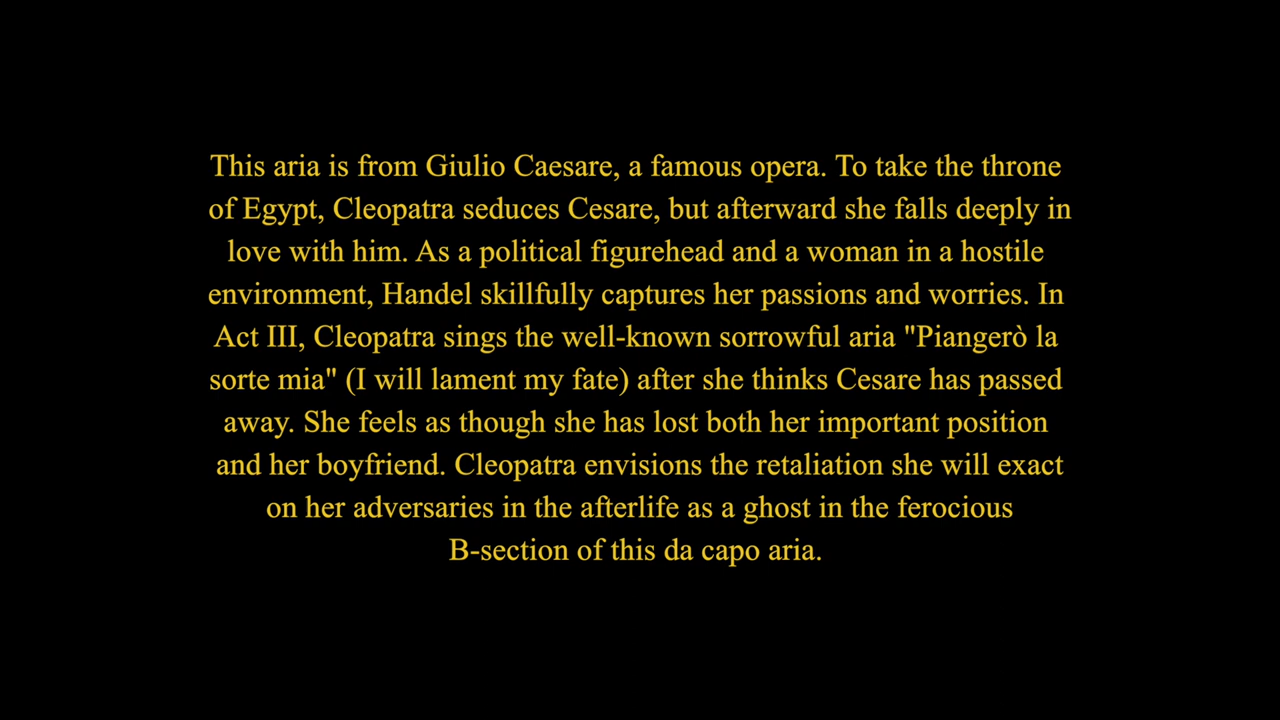 This aria is from Giulio Caesare, a famous opera. To take the throne
of Egypt, Cleopatra seduces Cesare, but afterward she falls deeply in
love with him. As a political figurehead and a woman in a hostile
environment, Handel skillfully captures her passions and worries. In
Act III, Cleopatra sings the well-known sorrowful aria "Piangerò la
sorte mia" (I will lament my fate) after she thinks Cesare has passed
away. She feels as though she has lost both her important position
and her boyfriend. Cleopatra envisions the retaliation she will exact
on her adversaries in the afterlife as a ghost in the ferocious
B-section of this da capo aria.